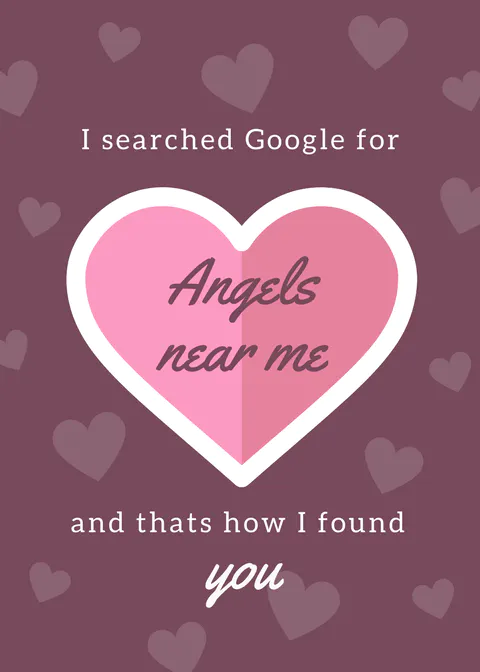 I searched Google for
Angels
near me
and thats how I found
you